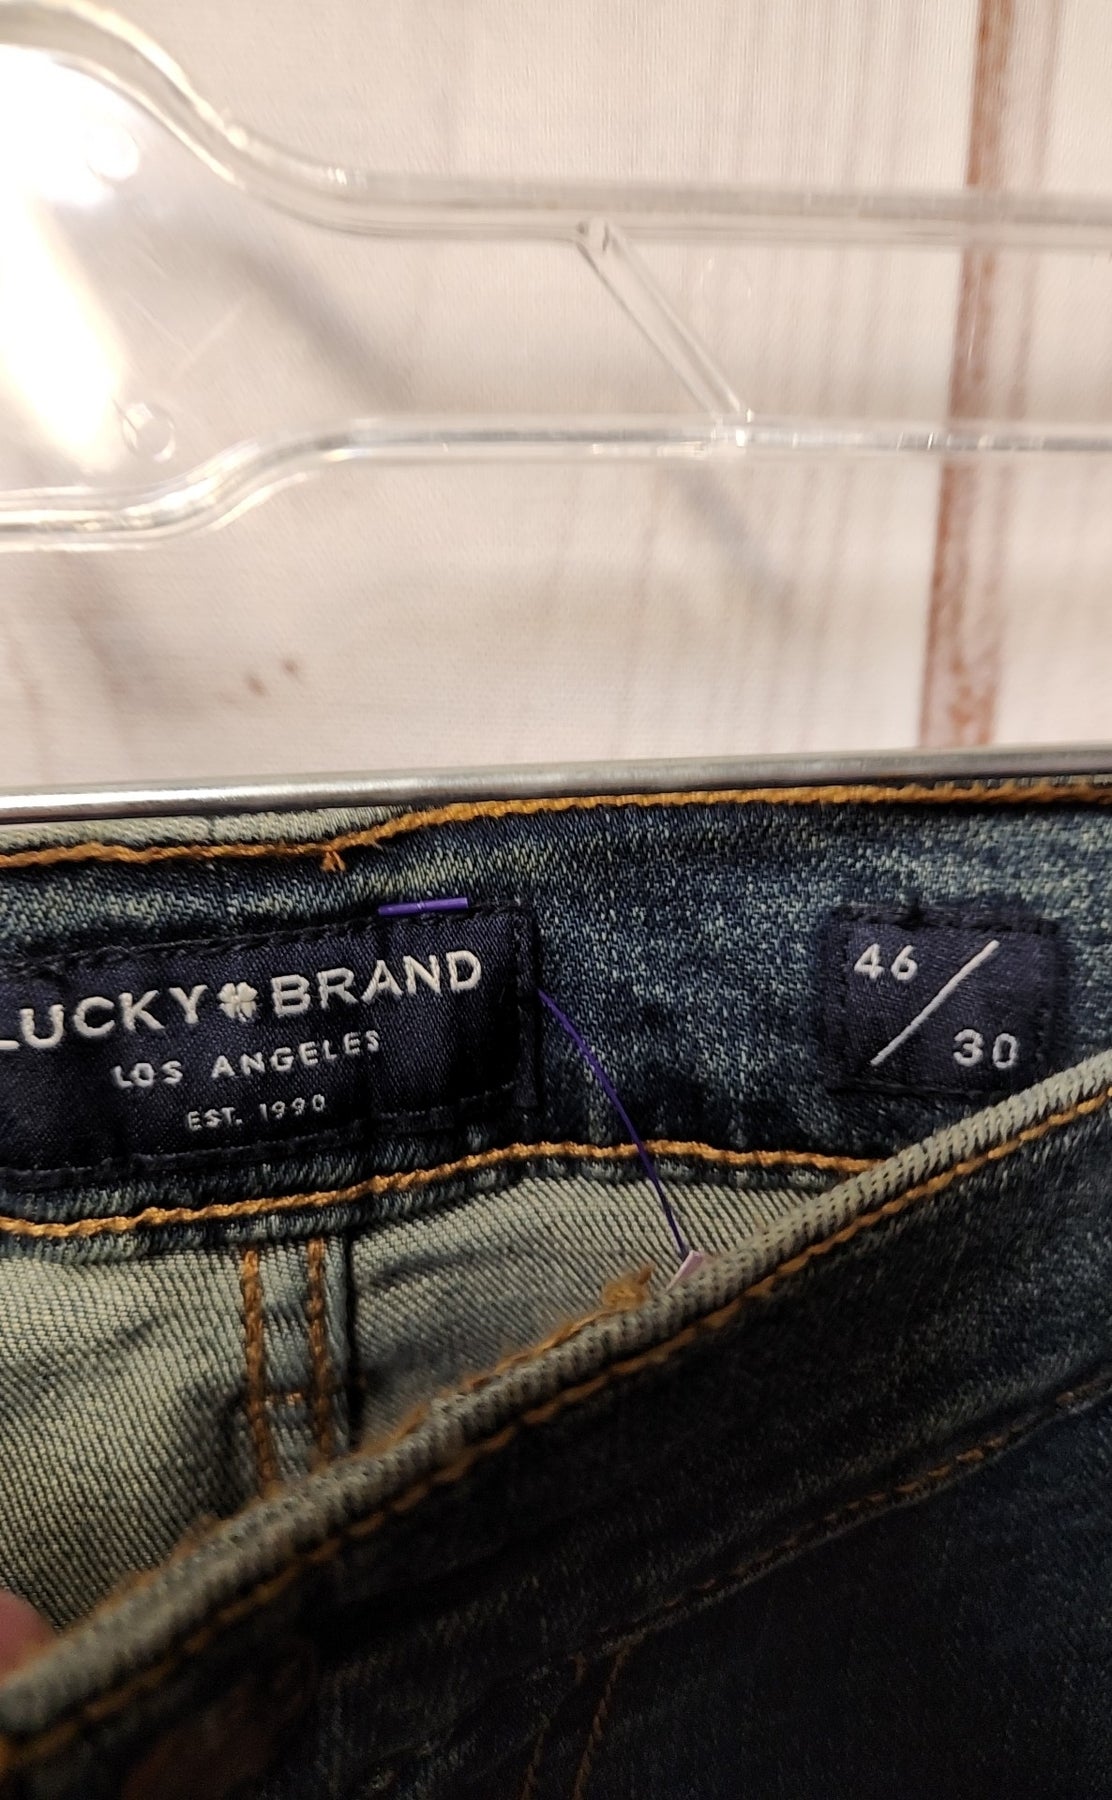 LUCKY BRAND
LOS ANGELES
EST. 1990
46 / 30